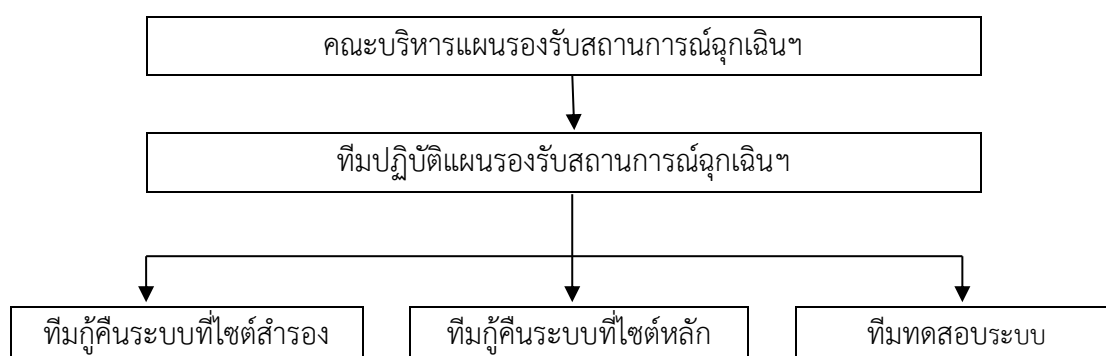 คณะบริหารแผนรองรับสถานการณ์ฉุกเฉินฯ
ทีมปฏิบัติแผนรองรับสถานการณ์ฉุกเฉินฯ
ทีมกู้คืนระบบที่ไซต์สำรอง
ทีมกู้คืนระบบที่ไซต์หลัก
ทีมทดสอบระบบ